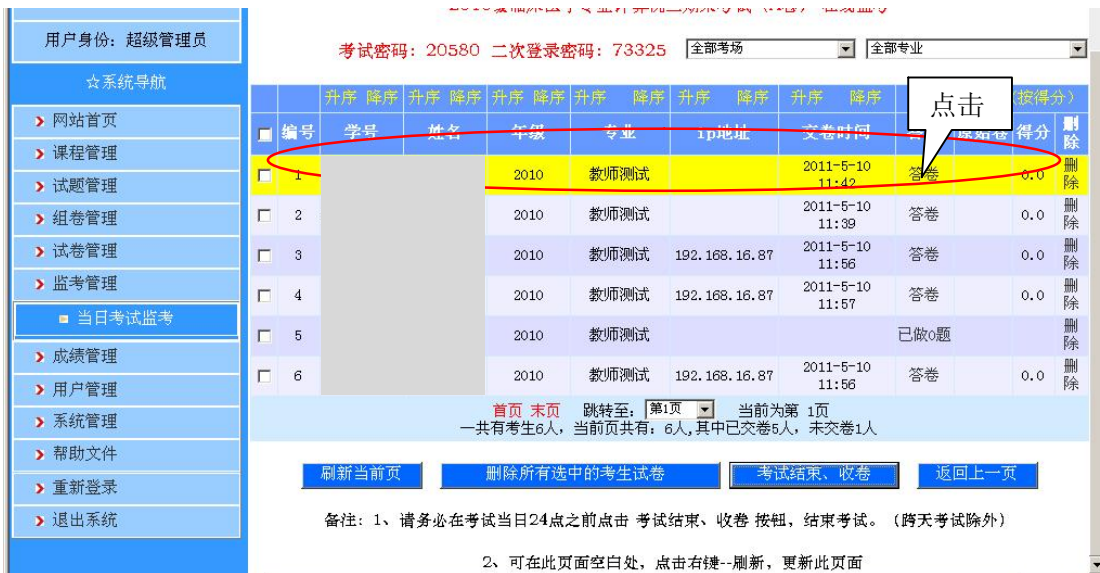 用户身份：超级管理员
☆系统导航
网站首页
课程管理
试题管理
组卷管理
试卷管理
监考管理
当日考试监考
成绩管理
用户管理
系统管理
帮助文件
重新登录
退出系统
考试密码：20580 二次登录密码：73325 全部考场 全部专业
升序 降序 升序 降序 升序 降序 升序 降序 升序 降序 升序 降序 (按得分)
点击
编号 学号 姓名 年级 专业 ip地址 交卷时间 原始卷 得分 删除
1 2010 教师测试 2011-5-10 11:42 答卷 0.0 删除
2 2010 教师测试 2011-5-10 11:39 答卷 0.0 删除
3 2010 教师测试 192.168.16.87 2011-5-10 11:56 答卷 0.0 删除
4 2010 教师测试 192.168.16.87 2011-5-10 11:57 答卷 0.0 删除
5 2010 教师测试 已做0题 删除
6 2010 教师测试 192.168.16.87 2011-5-10 11:56 答卷 0.0 删除
首页 末页 跳转至：第1页 当前为第 1页
一共有考生6人，当前页共有：6人,其中已交卷5人，未交卷1人
刷新当前页 删除所有选中的考生试卷 考试结束、收卷 返回上一页
备注：1、请务必在考试当日24点之前点击 考试结束、收卷 按钮，结束考试。（跨天考试除外）
2、可在此页面空白处，点击右键--刷新，更新此页面